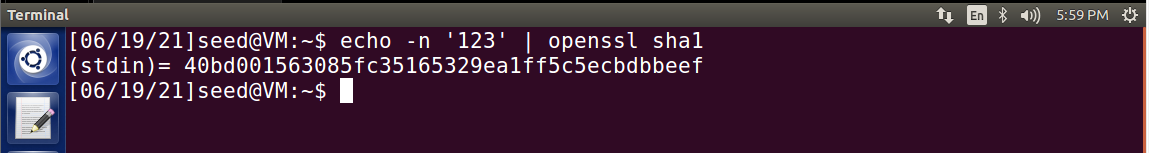 Terminal En 5:59 PM
[06/19/21]seed@VM:~$ echo -n '123' | openssl sha1
(stdin)= 40bd001563085fc35165329ea1ff5c5ecbdbbeef
[06/19/21]seed@VM:~$